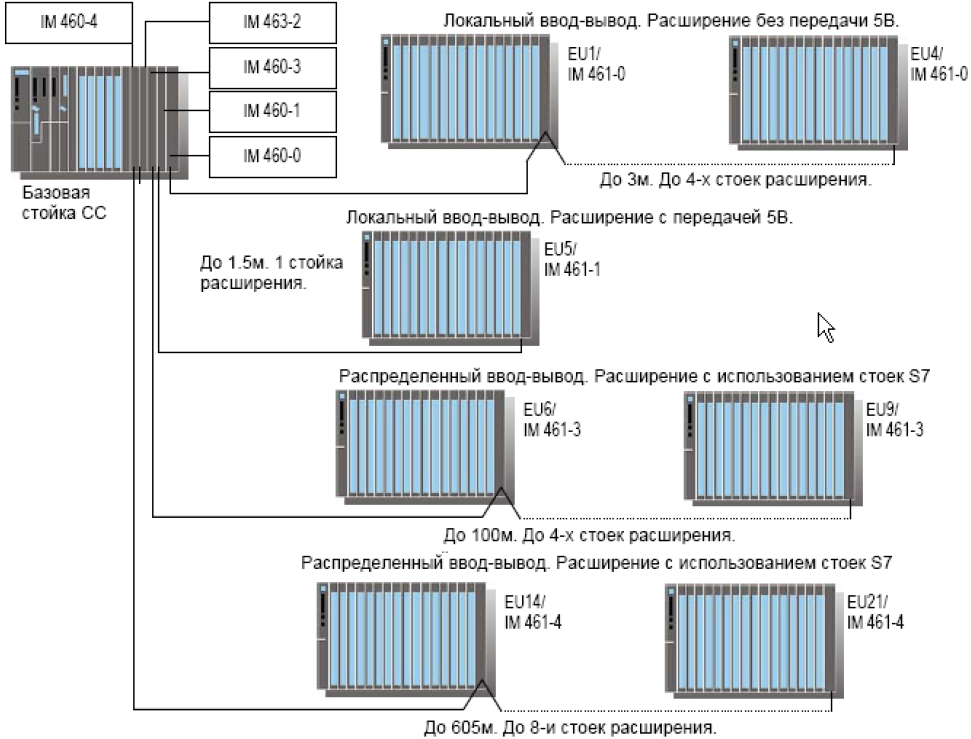 IM 460-4
IM 463-2
IM 460-3
IM 460-1
IM 460-0
Базовая
стойка СС
Локальный ввод-вывод. Расширение без передачи 5В.
EU1/
IM 461-0
EU4/
IM 461-0
До 3м. До 4-х стоек расширения.
Локальный ввод-вывод. Расширение с передачей 5В.
До 1.5м. 1 стойка
расширения.
EU5/
IM 461-1
Распределенный ввод-вывод. Расширение с использованием стоек S7
EU6/
IM 461-3
EU9/
IM 461-3
До 100м. До 4-х стоек расширения.
Распределенный ввод-вывод. Расширение с использованием стоек S7
EU14/
IM 461-4
EU21/
IM 461-4
До 605м. До 8-и стоек расширения.